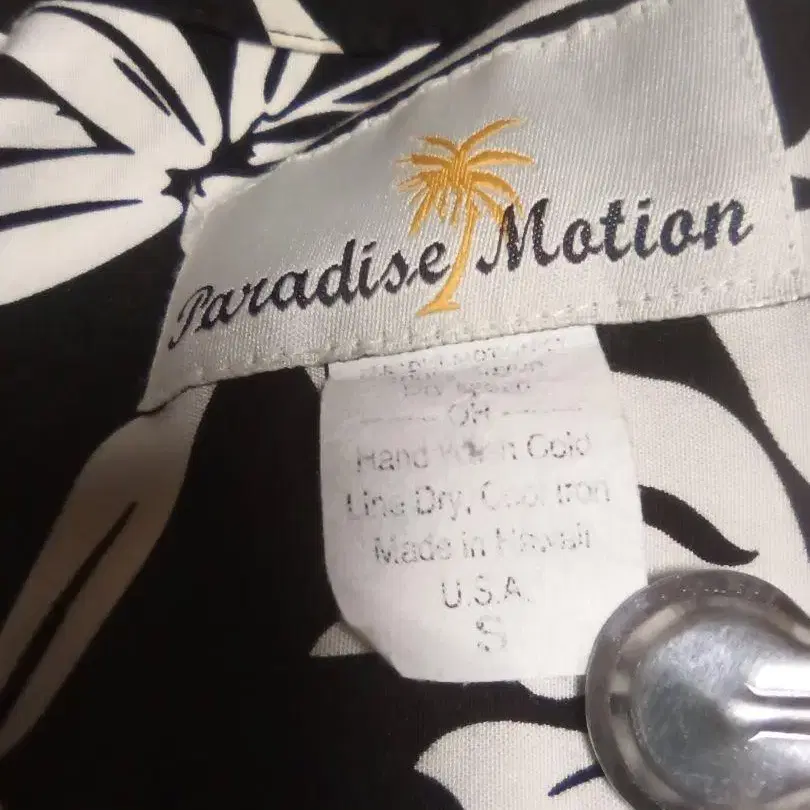 Paradise Motion
OR
Hand Wash Cold
Line Dry, Cool Iron
Made in Hawaii
U.S.A.
S